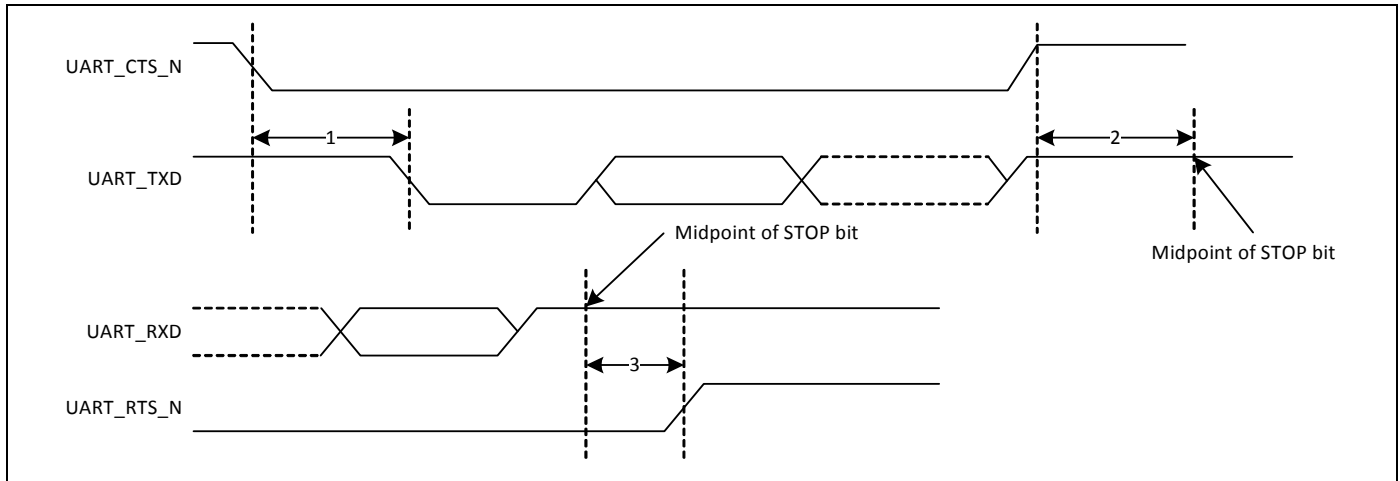 UART_CTS_N
1
2
UART_TXD
Midpoint of STOP bit
Midpoint of STOP bit
UART_RXD
3
UART_RTS_N